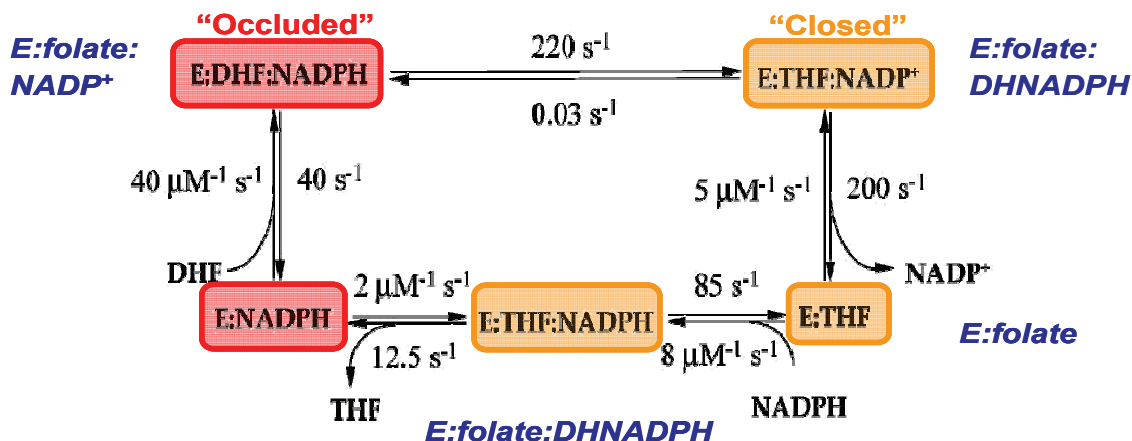 “Occluded”
“Closed”
E:folate:
NADP⁺
E:DHF:NADPH
220 s⁻¹
0.03 s⁻¹
E:THF:NADP⁺
E:folate:
DHNADPH
40 µM⁻¹ s⁻¹
40 s⁻¹
5 µM⁻¹ s⁻¹
200 s⁻¹
DHF
NADP⁺
E:NADPH
2 µM⁻¹ s⁻¹
12.5 s⁻¹
E:THF:NADPH
85 s⁻¹
8 µM⁻¹ s⁻¹
E:THF
E:folate
THF
NADPH
E:folate:DHNADPH